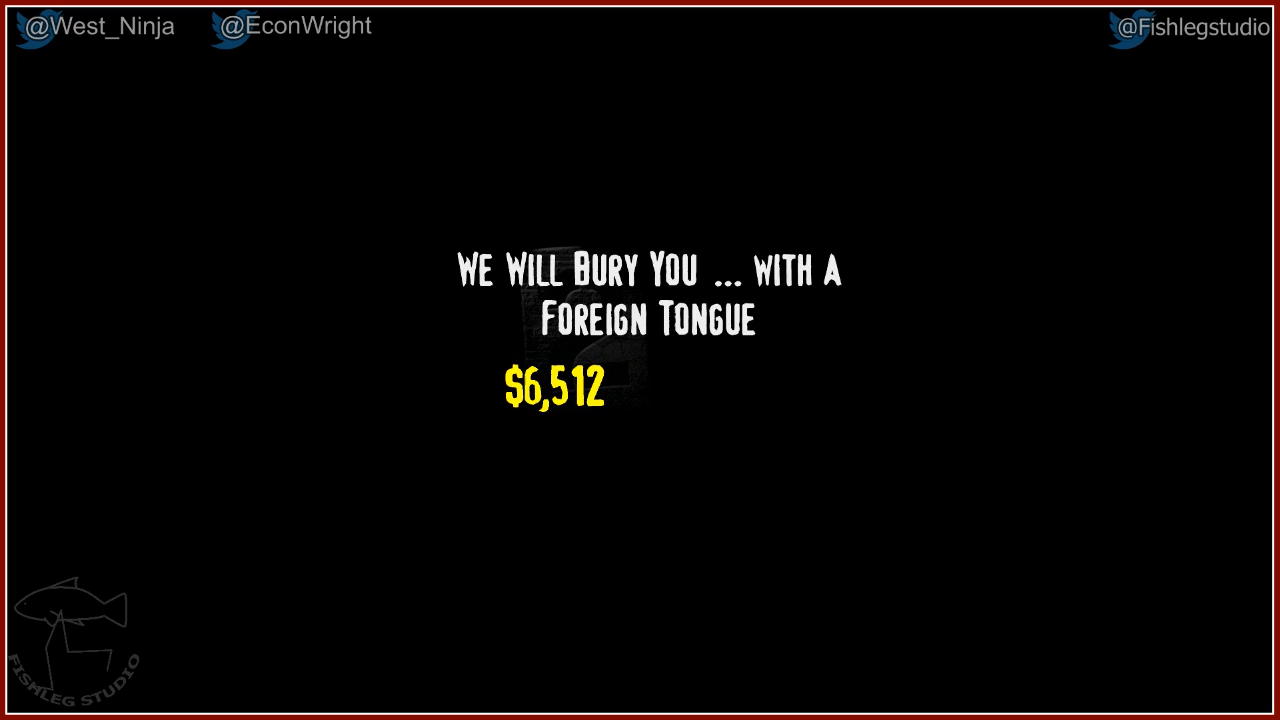 @West_Ninja @EconWright @Fishlegstudio
We Will Bury You ... with a
Foreign Tongue
$6,512
FISHLEG STUDIO